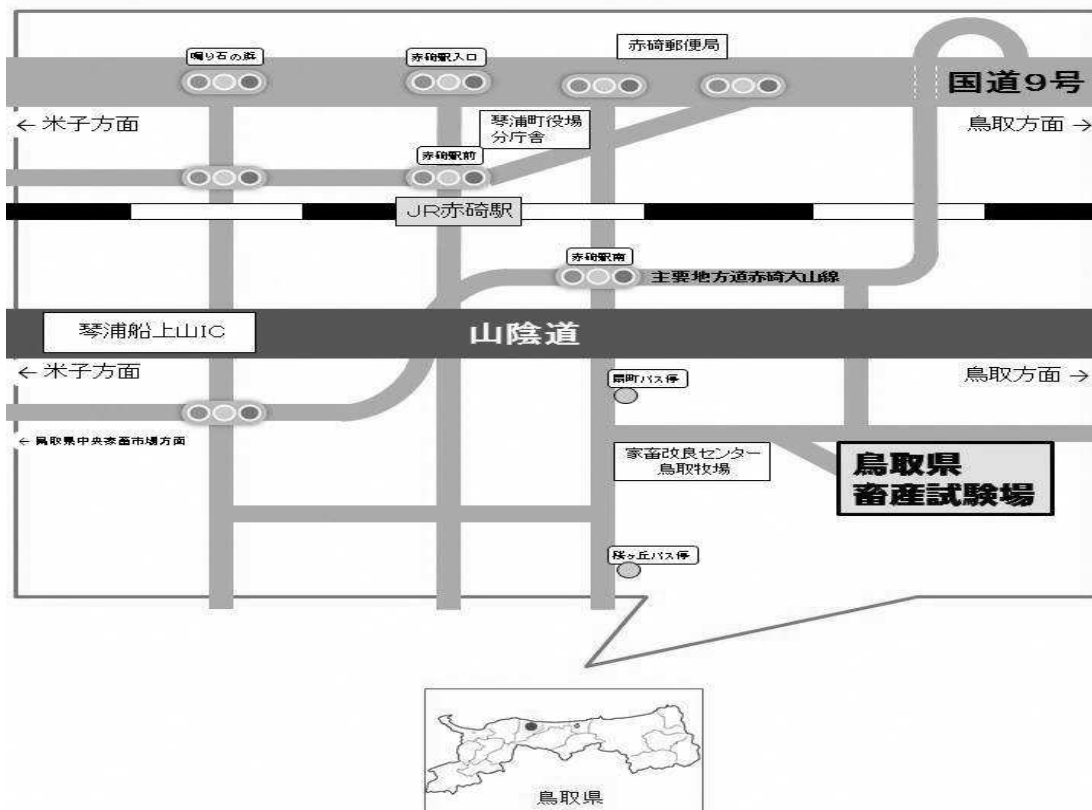 鳴り石の浜
赤碕駅入口
赤碕郵便局
国道9号
← 米子方面
琴浦町役場
分庁舎
鳥取方面 →
赤碕駅前
JR赤碕駅
赤碕駅南
主要地方道赤碕大山線
琴浦船上山IC
山陰道
← 米子方面
扇町バス停
鳥取方面 →
← 鳥取県中央家畜市場方面
家畜改良センター
鳥取牧場
鳥取県
畜産試験場
桜ヶ丘バス停
鳥取県